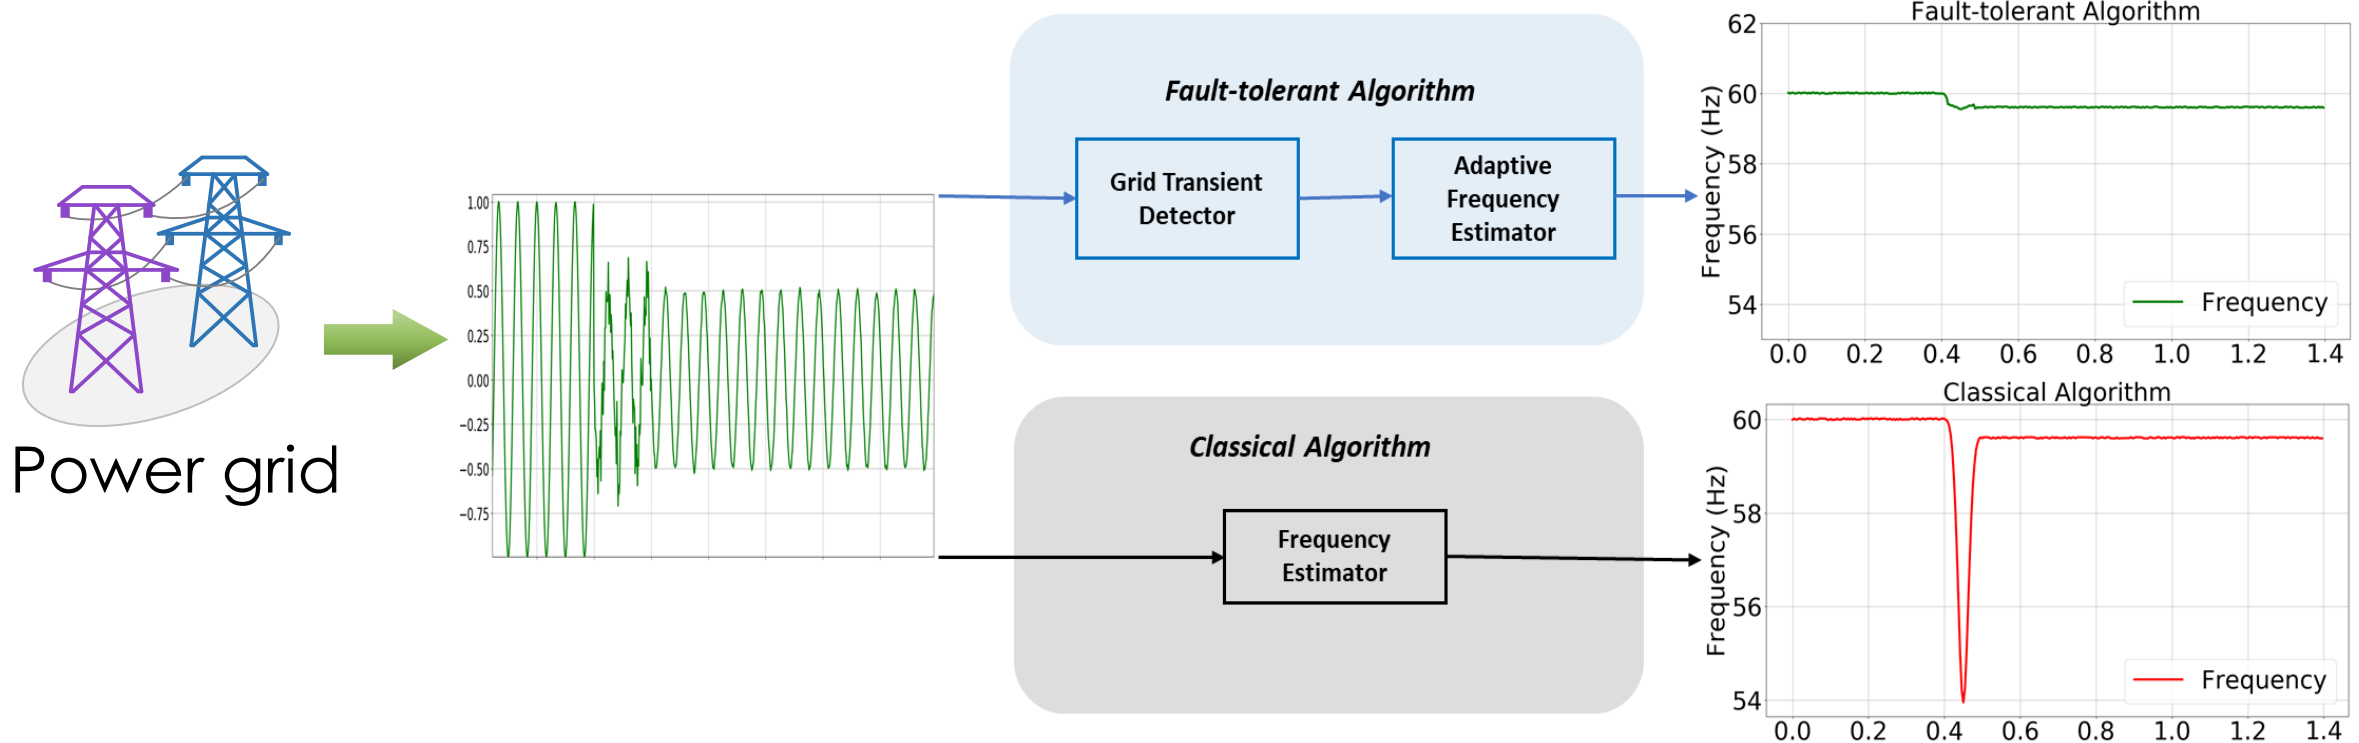 Power grid
1.00
0.75
0.50
0.25
0.00
−0.25
−0.50
−0.75
Fault-tolerant Algorithm
Grid Transient
Detector
Adaptive
Frequency
Estimator
Classical Algorithm
Frequency
Estimator
Fault-tolerant Algorithm
Frequency (Hz)
62
60
58
56
54
Frequency
0.0 0.2 0.4 0.6 0.8 1.0 1.2 1.4
Classical Algorithm
Frequency (Hz)
60
58
56
54
Frequency
0.0 0.2 0.4 0.6 0.8 1.0 1.2 1.4